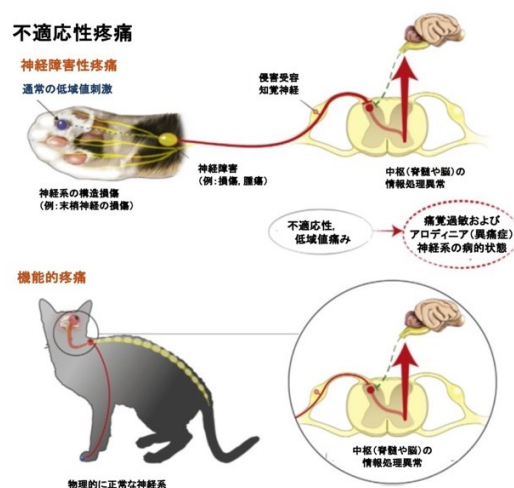 不適応性疼痛
神経障害性疼痛
通常の低域値刺激
侵害受容
知覚神経
神経障害
(例:損傷, 腫瘍)
神経系の構造損傷
(例:末梢神経の損傷)
中枢(脊髄や脳)の
情報処理異常
不適応性,
低域値痛み
痛覚過敏および
アロディニア(異痛症)
神経系の病的状態
機能的疼痛
中枢(脊髄や脳)の
情報処理異常
物理的に正常な神経系